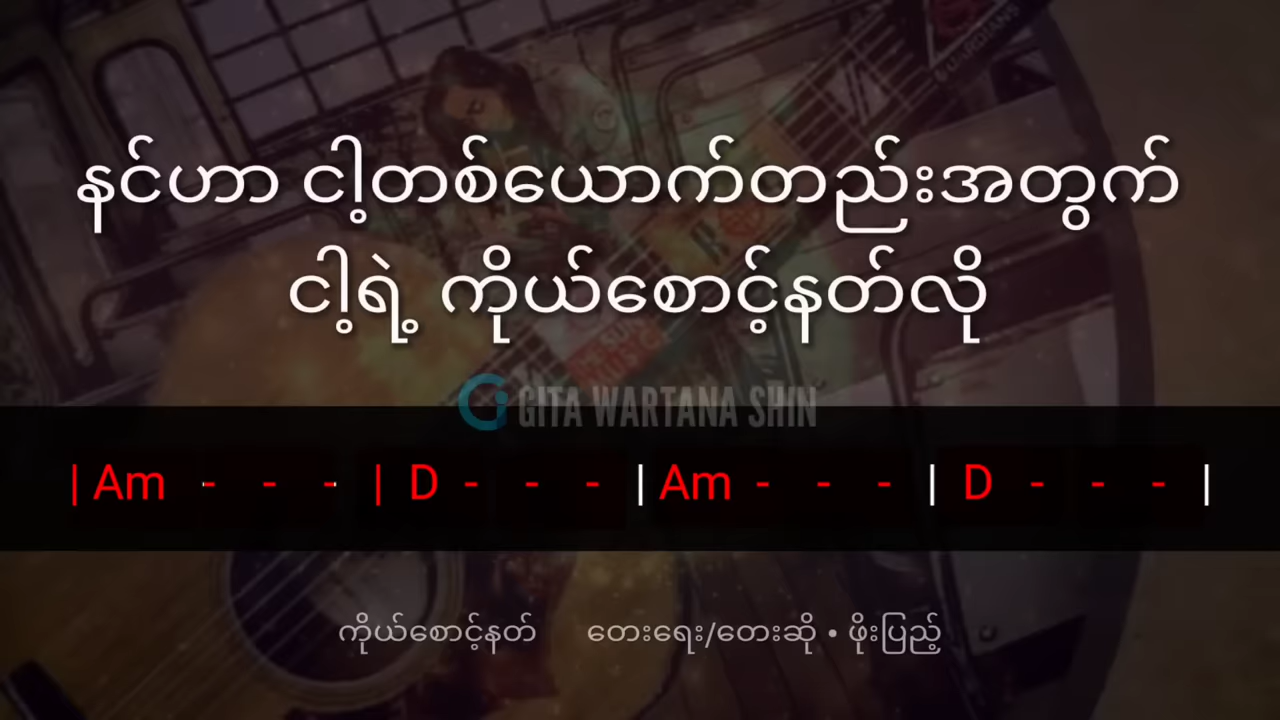 နင်ဟာ ငါ့တစ်ယောက်တည်းအတွက်
ငါ့ရဲ့ ကိုယ်စောင့်နတ်လို
GITA WARTANA SHIN
| Am - - - | D - - - | Am - - - | D - - - |
ကိုယ်စောင့်နတ် တေးရေး/တေးဆို • ဖိုးပြည့်